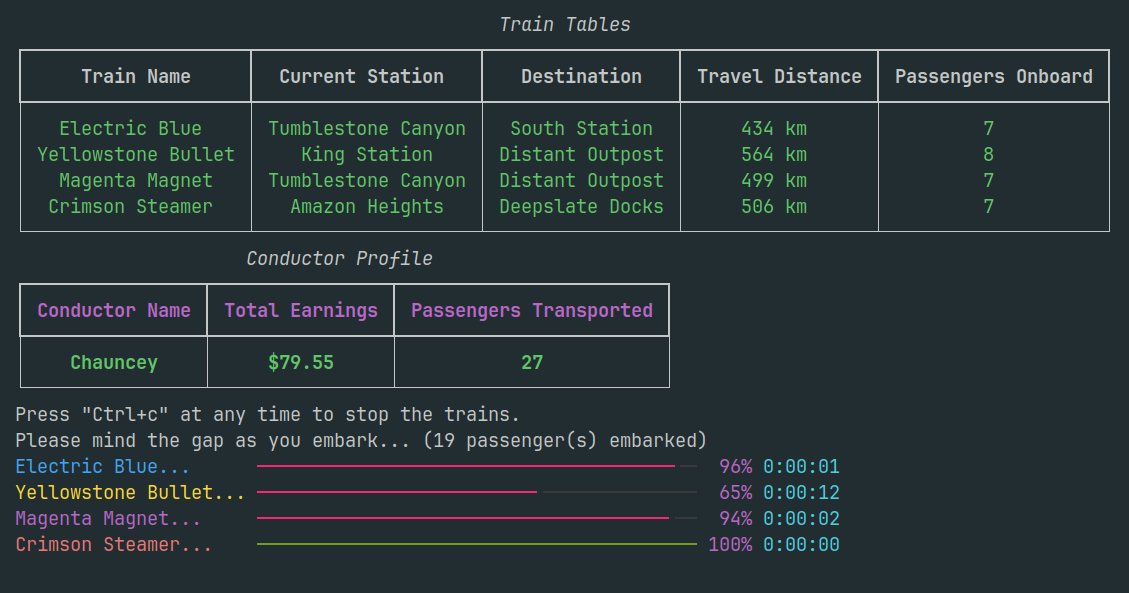 Train Tables
Train Name Current Station Destination Travel Distance Passengers Onboard
Electric Blue Tumblestone Canyon South Station 434 km 7
Yellowstone Bullet King Station Distant Outpost 564 km 8
Magenta Magnet Tumblestone Canyon Distant Outpost 499 km 7
Crimson Steamer Amazon Heights Deepslate Docks 506 km 7
Conductor Profile
Conductor Name Total Earnings Passengers Transported
Chauncey $79.55 27
Press "Ctrl+c" at any time to stop the trains.
Please mind the gap as you embark... (19 passenger(s) embarked)
Electric Blue... 96% 0:00:01
Yellowstone Bullet... 65% 0:00:12
Magenta Magnet... 94% 0:00:02
Crimson Steamer... 100% 0:00:00